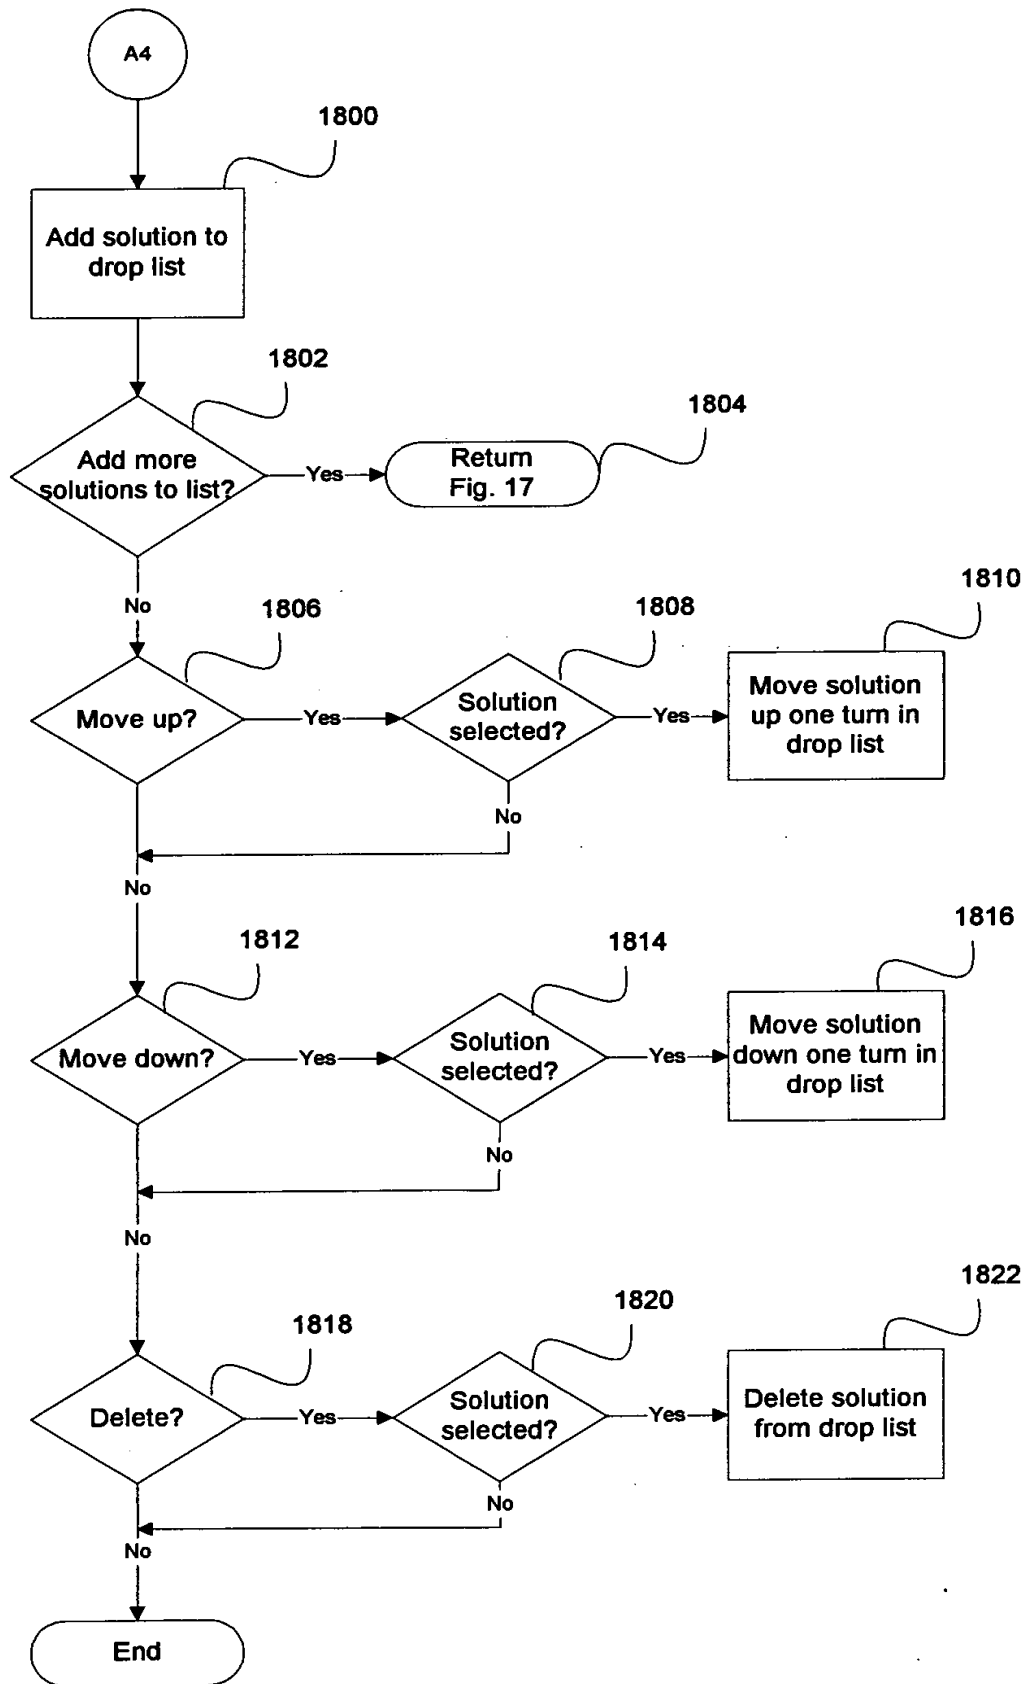 A4
1800
Add solution to
drop list
1802
Add more
solutions to list?
Yes
1804
Return
Fig. 17
No
1806
Move up?
Yes
1808
Solution
selected?
Yes
1810
Move solution
up one turn in
drop list
No
No
1812
Move down?
Yes
1814
Solution
selected?
Yes
1816
Move solution
down one turn in
drop list
No
No
1818
Delete?
Yes
1820
Solution
selected?
Yes
1822
Delete solution
from drop list
No
No
End